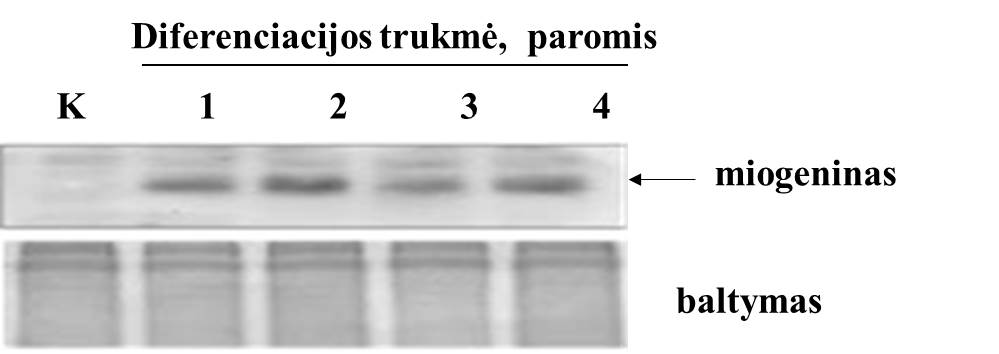 Diferenciacijos trukmė, paromis
K 1 2 3 4
miogeninas
baltymas